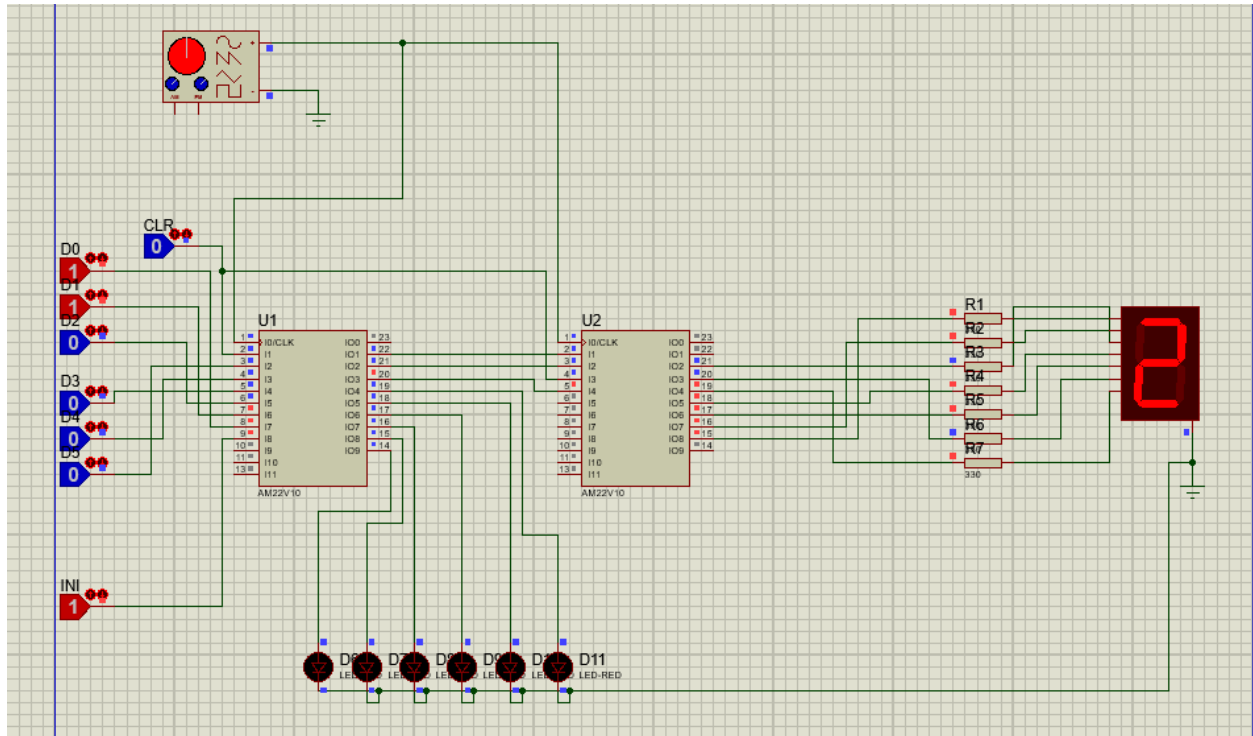 AM FM
+
-
CLR
0
D0
1
D1
1
D2
0
D3
0
D4
0
D5
0
INI
1
U1
1 I0/CLK IO0 23
2 I1 IO1 22
3 I2 IO2 21
4 I3 IO3 20
5 I4 IO4 19
6 I5 IO5 18
7 I6 IO6 17
8 I7 IO7 16
9 I8 IO8 15
10 I9 IO9 14
11 I10
13 I11
AM22V10
U2
1 I0/CLK IO0 23
2 I1 IO1 22
3 I2 IO2 21
4 I3 IO3 20
5 I4 IO4 19
6 I5 IO5 18
7 I6 IO6 17
8 I7 IO7 16
9 I8 IO8 15
10 I9 IO9 14
11 I10
13 I11
AM22V10
R1
R2
R3
R4
R5
R6
R7
330
2
D11
LED-RED